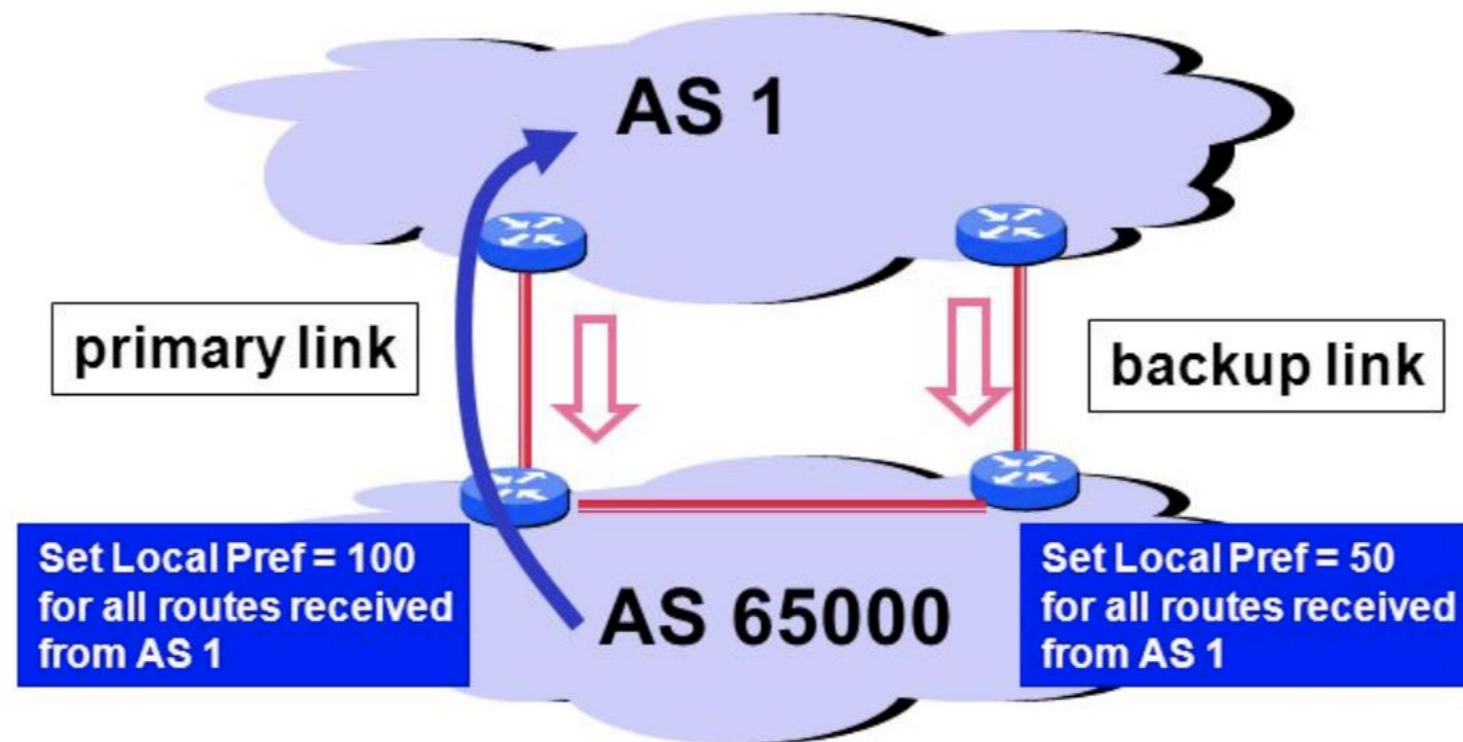 AS 1
primary link
backup link
Set Local Pref = 100
for all routes received
from AS 1
AS 65000
Set Local Pref = 50
for all routes received
from AS 1